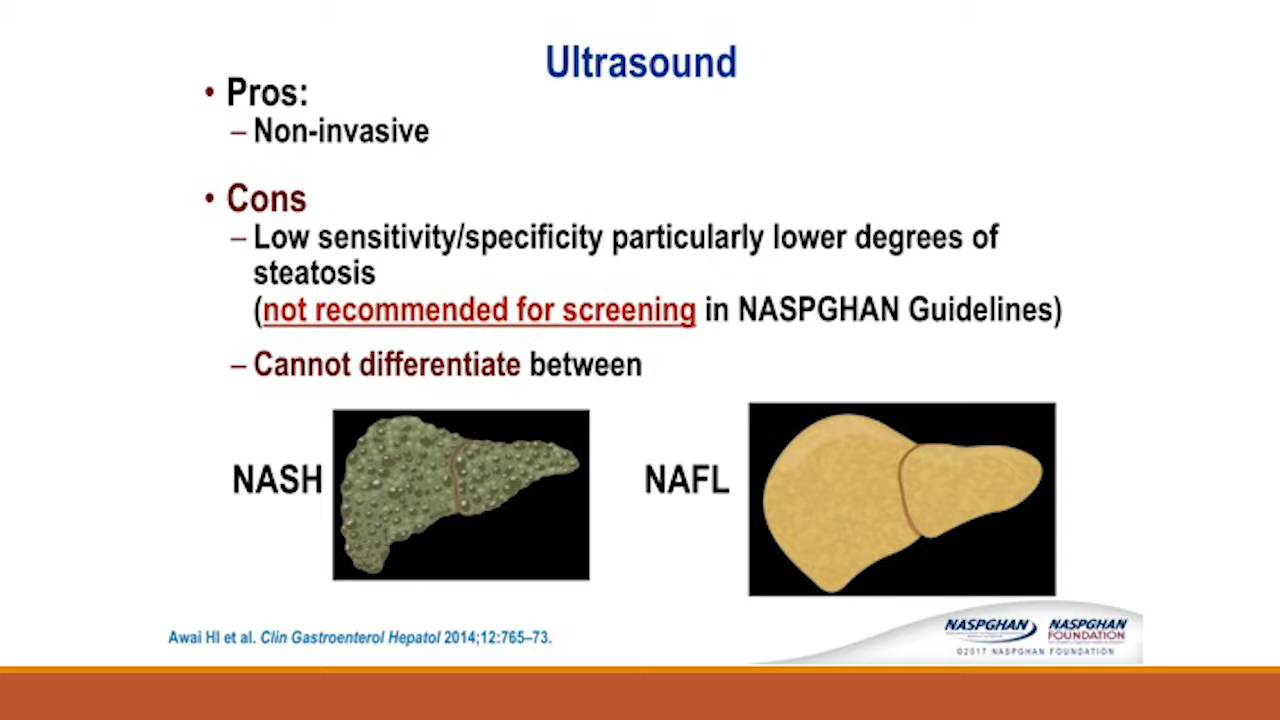 Ultrasound
• Pros:
– Non-invasive
• Cons
– Low sensitivity/specificity particularly lower degrees of
steatosis
(not recommended for screening in NASPGHAN Guidelines)
– Cannot differentiate between
NASH
NAFL
Awai HI et al. Clin Gastroenterol Hepatol 2014;12:765–73.
NASPGHAN
NASPGHAN
FOUNDATION
©2017 NASPGHAN FOUNDATION